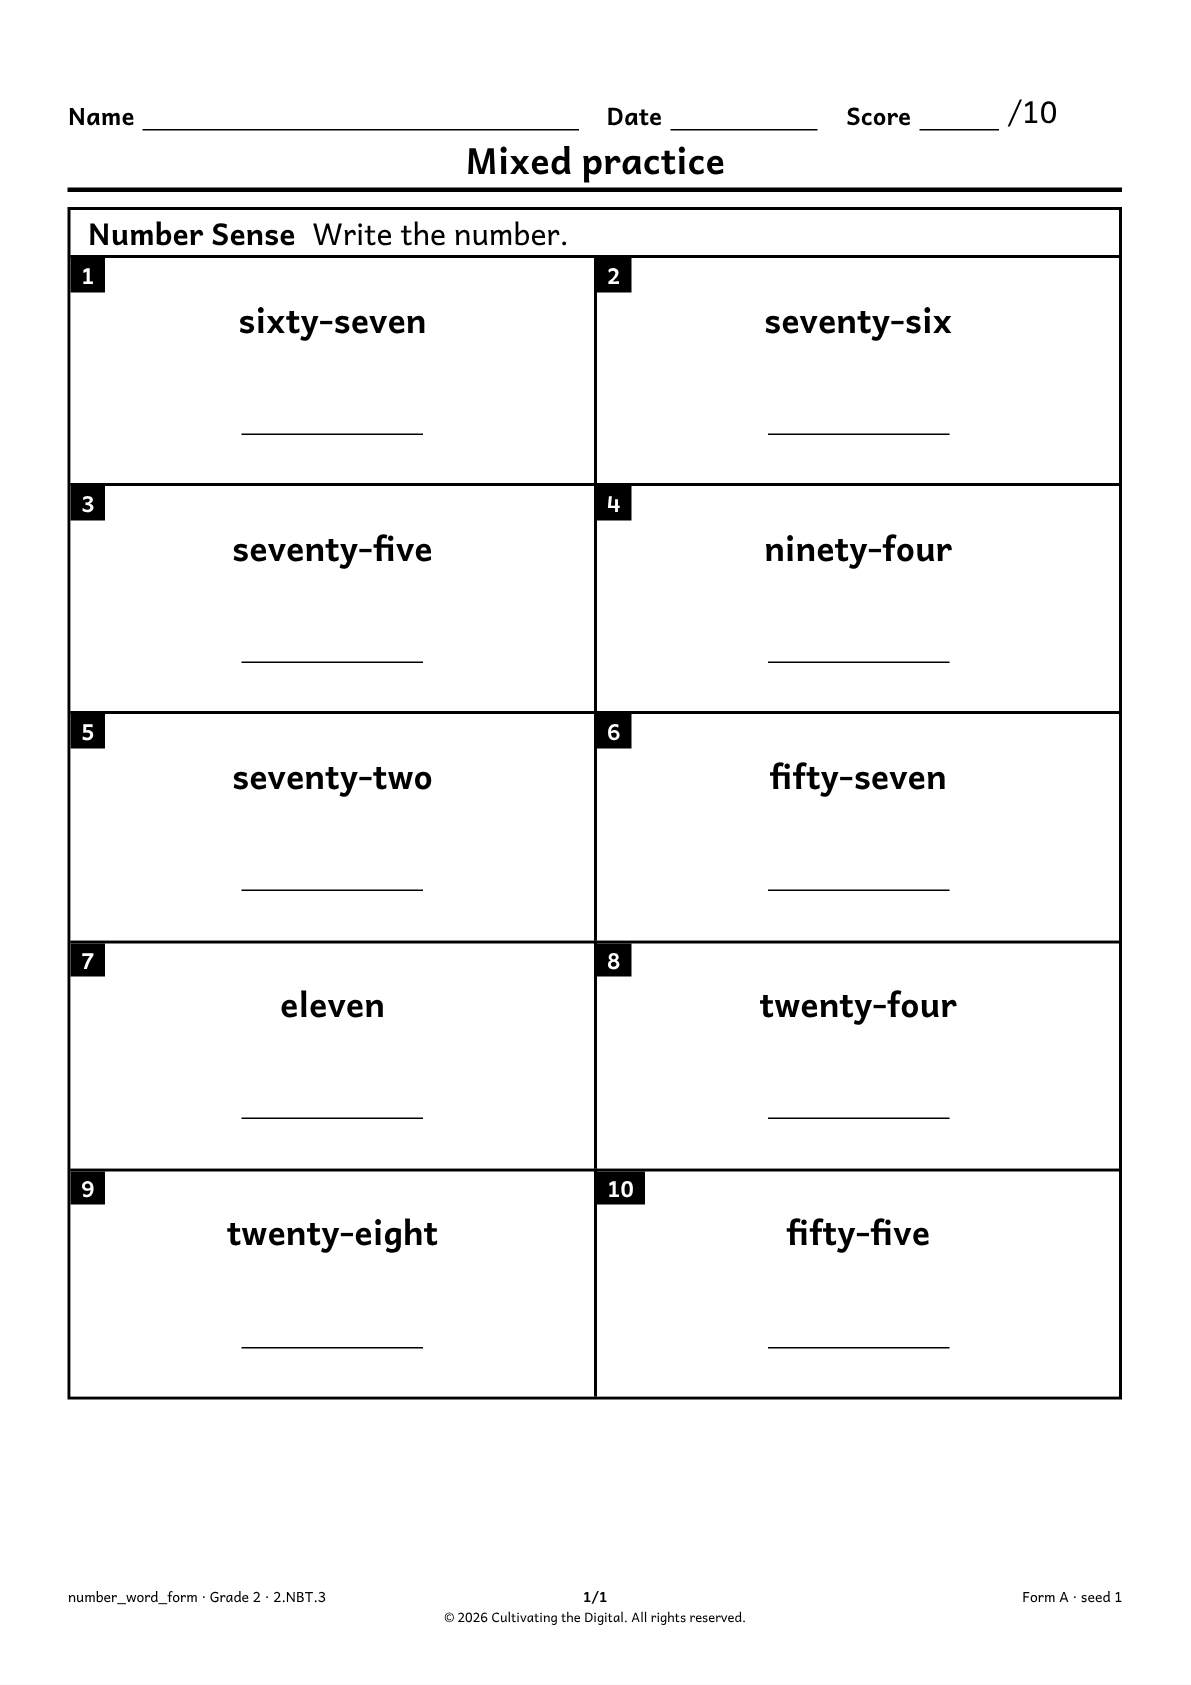 Name Date Score /10
Mixed practice
Number Sense Write the number.
1 2
sixty-seven seventy-six
3 4
seventy-five ninety-four
5 6
seventy-two fifty-seven
7 8
eleven twenty-four
9 10
twenty-eight fifty-five
number_word_form · Grade 2 · 2.NBT.3 1/1 Form A · seed 1
© 2026 Cultivating the Digital. All rights reserved.